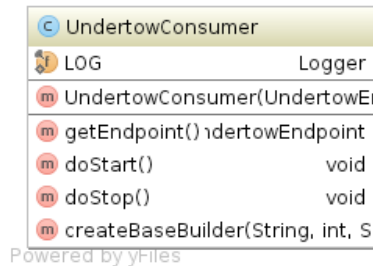 C UndertowConsumer
f LOG Logger
m UndertowConsumer(UndertowE
m getEndpoint() ndertowEndpoint
m doStart() void
m doStop() void
m createBaseBuilder(String, int, S
Powered by yFiles